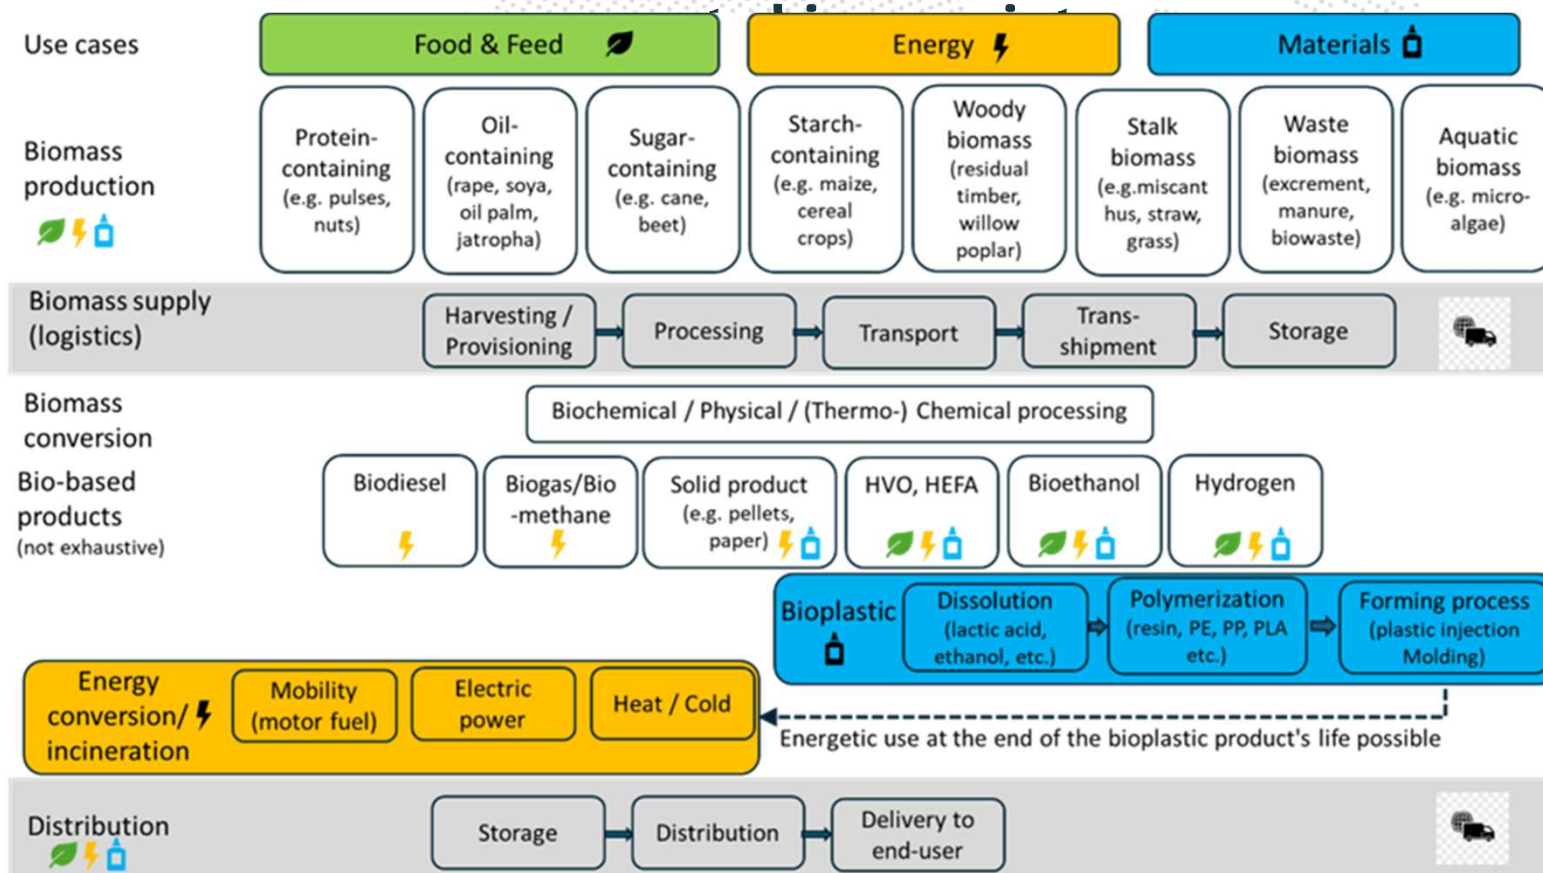 Use cases
Food & Feed
Energy
Materials
Biomass
production
Protein-
containing
(e.g. pulses,
nuts)
Oil-
containing
(rape, soya,
oil palm,
jatropha)
Sugar-
containing
(e.g. cane,
beet)
Starch-
containing
(e.g. maize,
cereal
crops)
Woody
biomass
(residual
timber,
willow
poplar)
Stalk
biomass
(e.g.miscant
hus, straw,
grass)
Waste
biomass
(excrement,
manure,
biowaste)
Aquatic
biomass
(e.g. micro-
algae)
Biomass supply
(logistics)
Harvesting /
Provisioning
Processing
Transport
Trans-
shipment
Storage
Biomass
conversion
Biochemical / Physical / (Thermo-) Chemical processing
Bio-based
products
(not exhaustive)
Biodiesel
Biogas/Bio
-methane
Solid product
(e.g. pellets,
paper)
HVO, HEFA
Bioethanol
Hydrogen
Bioplastic
Dissolution
(lactic acid,
ethanol, etc.)
Polymerization
(resin, PE, PP, PLA
etc.)
Forming process
(plastic injection
Molding)
Energy
conversion/
incineration
Mobility
(motor fuel)
Electric
power
Heat / Cold
Energetic use at the end of the bioplastic product's life possible
Distribution
Storage
Distribution
Delivery to
end-user